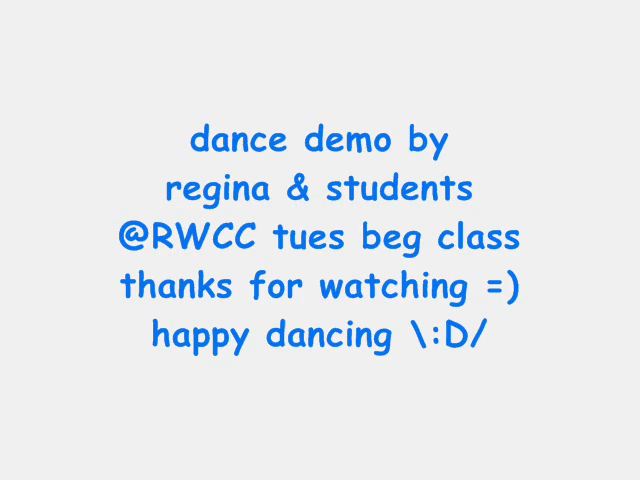 dance demo by
regina & students
@RWCC tues beg class
thanks for watching =)
happy dancing \:D/